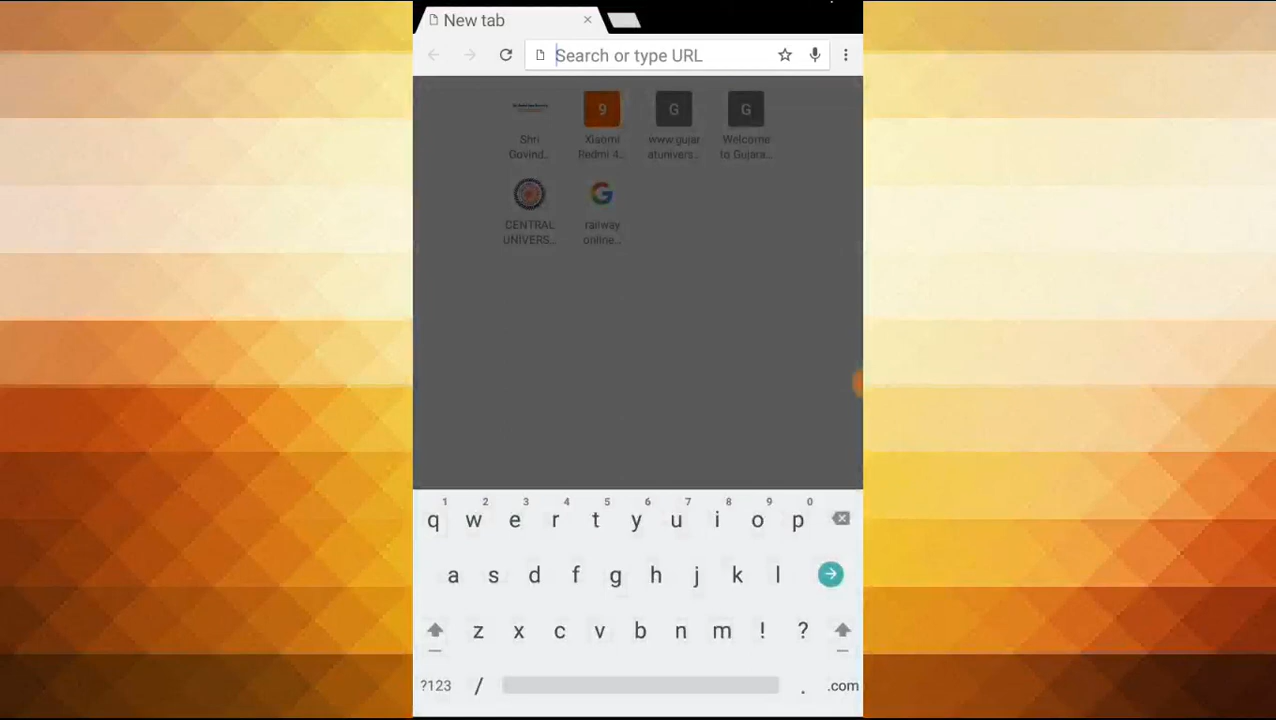 New tab
Search or type URL
9
G
G
Shri
Govind...
Xiaomi
Redmi 4...
www.gujar
atunivers...
Welcome
to Gujara...
G
CENTRAL
UNIVERS...
railway
online...
1 2 3 4 5 6 7 8 9 0
q w e r t y u i o p
a s d f g h j k l
z x c v b n m ! ?
?123 / . .com